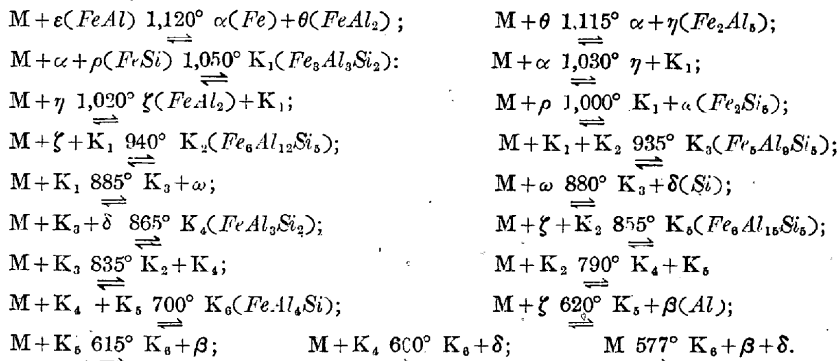 M+ε(FeAl) 1,120° α(Fe)+θ(FeAl₂); M+θ 1,115° α+η(Fe₂Al₅);
⇌ ⇌
M+α+ρ(FeSi) 1,050° K₁(Fe₃Al₃Si₂): M+α 1,030° η+K₁;
⇌ ⇌
M+η 1,020° ζ(FeAl₂)+K₁; M+ρ 1,000° K₁+α(Fe₂Si₅);
⇌ ⇌
M+ζ+K₁ 940° K₂(Fe₆Al₁₂Si₅); M+K₁+K₂ 935° K₃(Fe₅Al₉Si₅);
⇌ ⇌
M+K₁ 885° K₃+ω; M+ω 880° K₃+δ(Si);
⇌ ⇌
M+K₃+δ 865° K₄(FeAl₃Si₂); M+ζ+K₂ 855° K₅(Fe₆Al₁₅Si₅);
⇌ ⇌
M+K₃ 835° K₂+K₄; M+K₂ 790° K₄+K₅
⇌ ⇌
M+K₄ +K₅ 700° K₆(FeAl₄Si); M+ζ 620° K₅+β(Al);
⇌ ⇌
M+K₅ 615° K₆+β; M+K₄ 600° K₆+δ; M 577° K₆+β+δ.